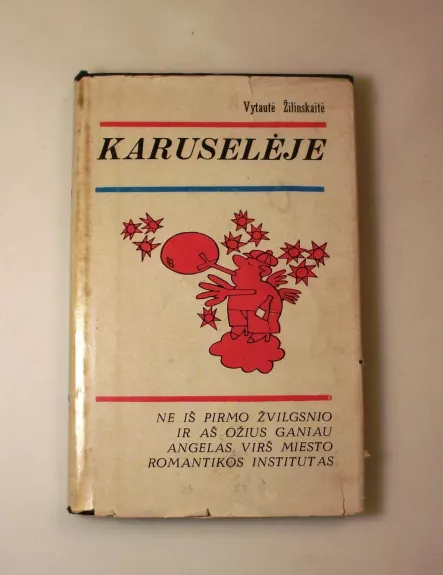 Vytautė Žilinskaitė
KARUSELĖJE
NE IŠ PIRMO ŽVILGSNIO
IR AŠ OŽIUS GANIAU
ANGELAS VIRŠ MIESTO
ROMANTIKOS INSTITUTAS